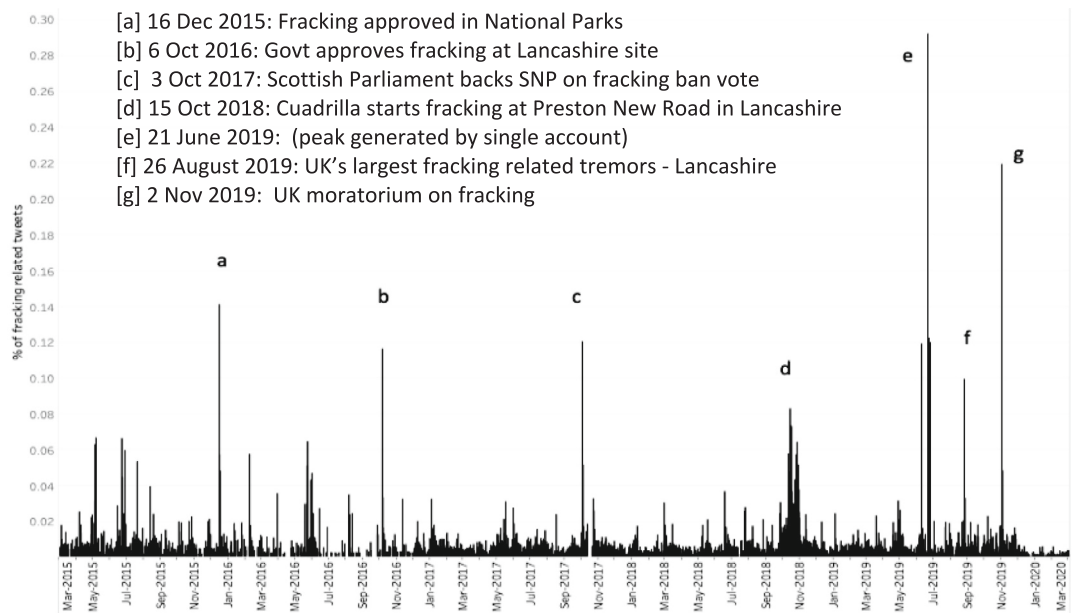 [a] 16 Dec 2015: Fracking approved in National Parks
[b] 6 Oct 2016: Govt approves fracking at Lancashire site
[c] 3 Oct 2017: Scottish Parliament backs SNP on fracking ban vote
[d] 15 Oct 2018: Cuadrilla starts fracking at Preston New Road in Lancashire
[e] 21 June 2019: (peak generated by single account)
[f] 26 August 2019: UK's largest fracking related tremors - Lancashire
[g] 2 Nov 2019: UK moratorium on fracking
% of fracking related tweets
0.30
0.28
0.26
0.24
0.22
0.20
0.18
0.16
0.14
0.12
0.10
0.08
0.06
0.04
0.02
a
b
c
d
e
f
g
Mar-2015
May-2015
Jul-2015
Sep-2015
Nov-2015
Jan-2016
Mar-2016
May-2016
Jul-2016
Sep-2016
Nov-2016
Jan-2017
Mar-2017
May-2017
Jul-2017
Sep-2017
Nov-2017
Jan-2018
Mar-2018
May-2018
Jul-2018
Sep-2018
Nov-2018
Jan-2019
Mar-2019
May-2019
Jul-2019
Sep-2019
Nov-2019
Jan-2020
Mar-2020